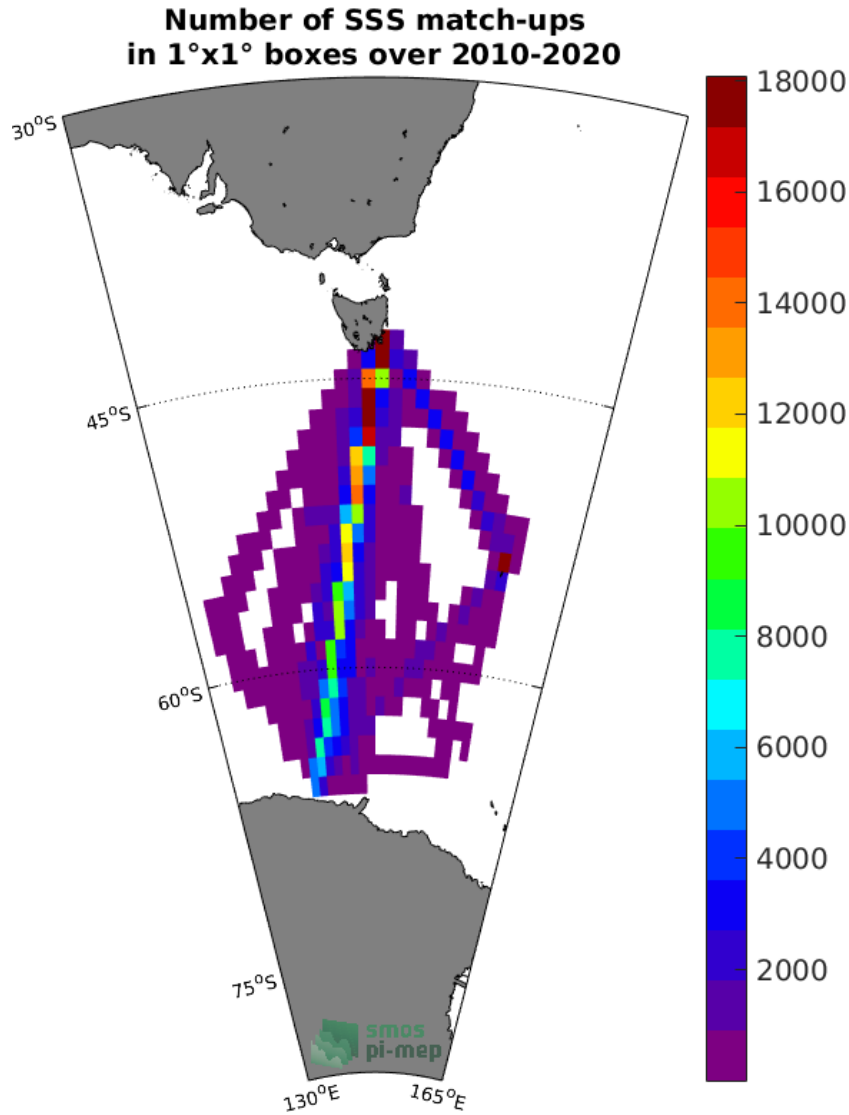 Number of SSS match-ups
in 1°x1° boxes over 2010-2020
18000
30°S
16000
14000
45°S
12000
10000
8000
60°S
6000
4000
75°S
2000
smos
pi-mep
130°E
165°E